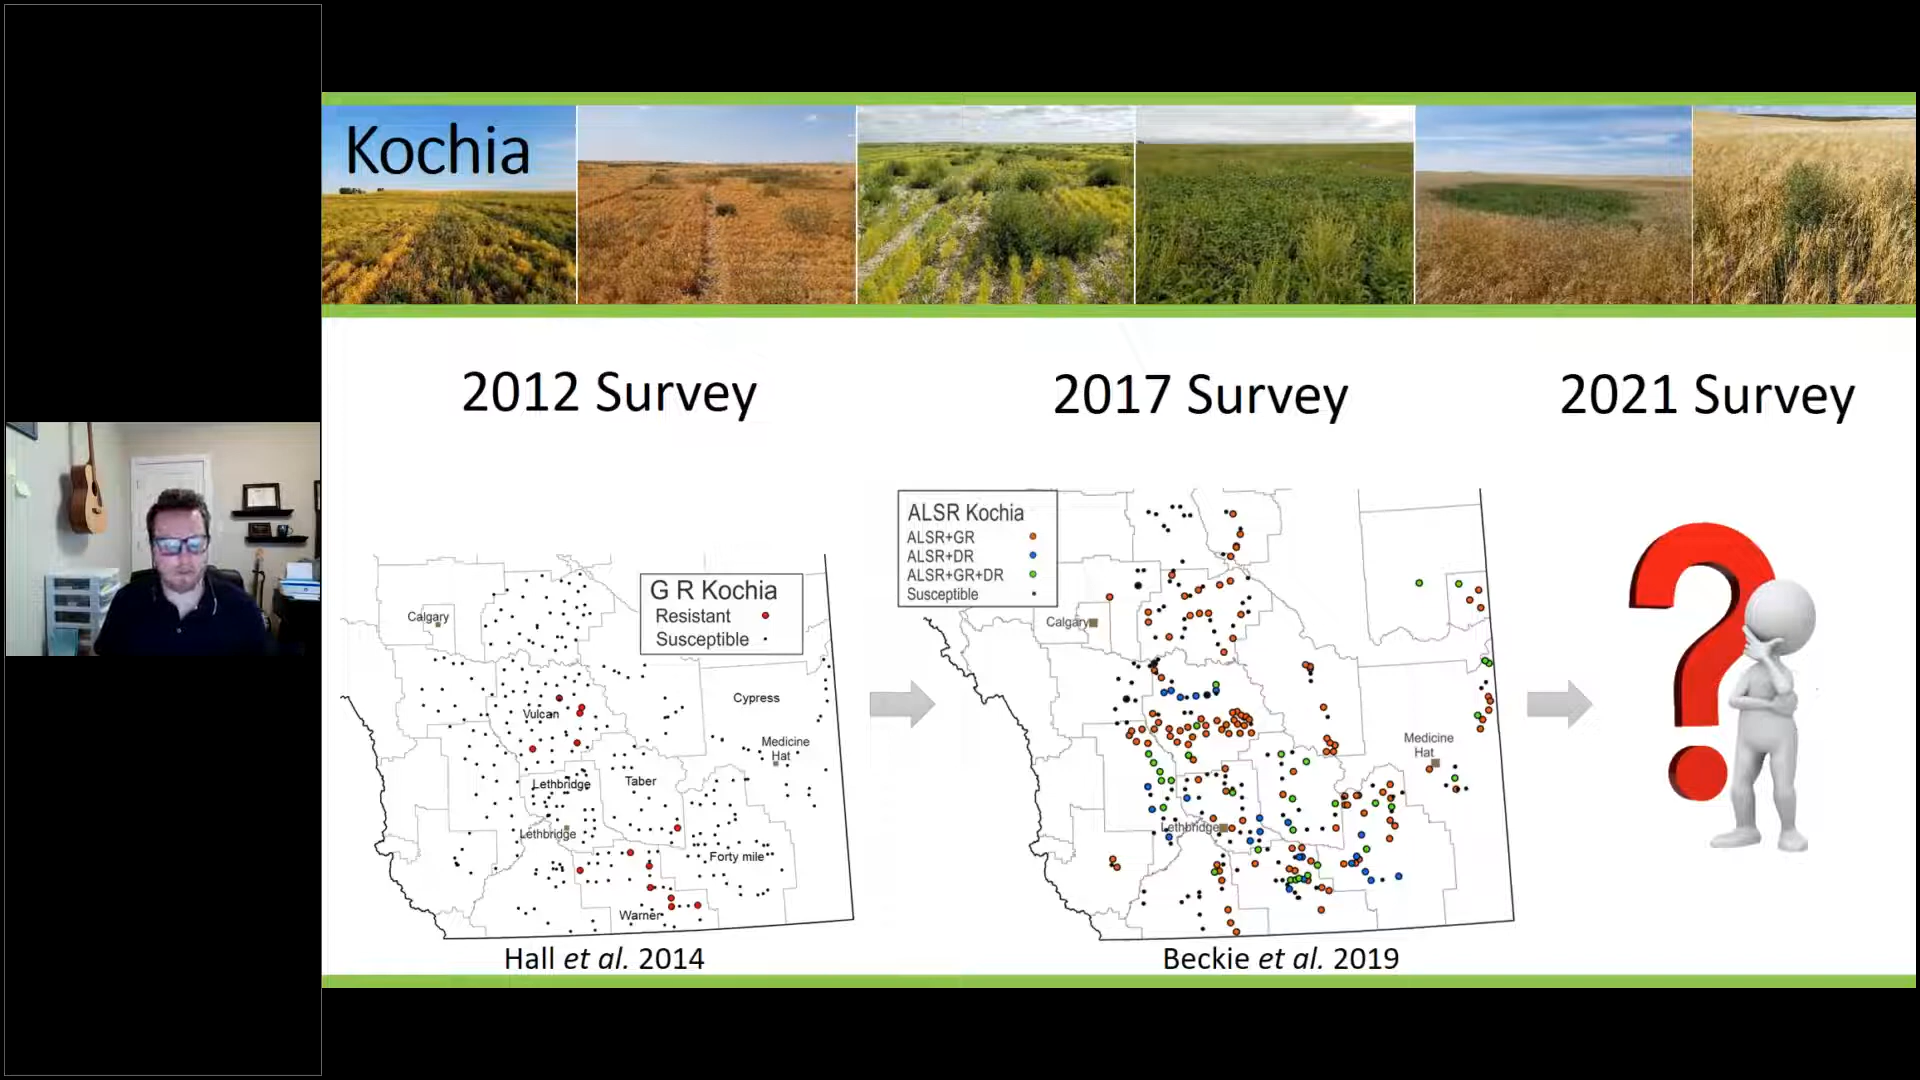 Kochia
2012 Survey
2017 Survey
2021 Survey
G R Kochia
Resistant
Susceptible
Calgary
Vulcan
Cypress
Medicine
Hat
Lethbridge
Taber
Lethbridge
Forty mile
Warner
Hall et al. 2014
ALSR Kochia
ALSR+GR
ALSR+DR
ALSR+GR+DR
Susceptible
Calgary
Medicine
Hat
Lethbridge
Beckie et al. 2019